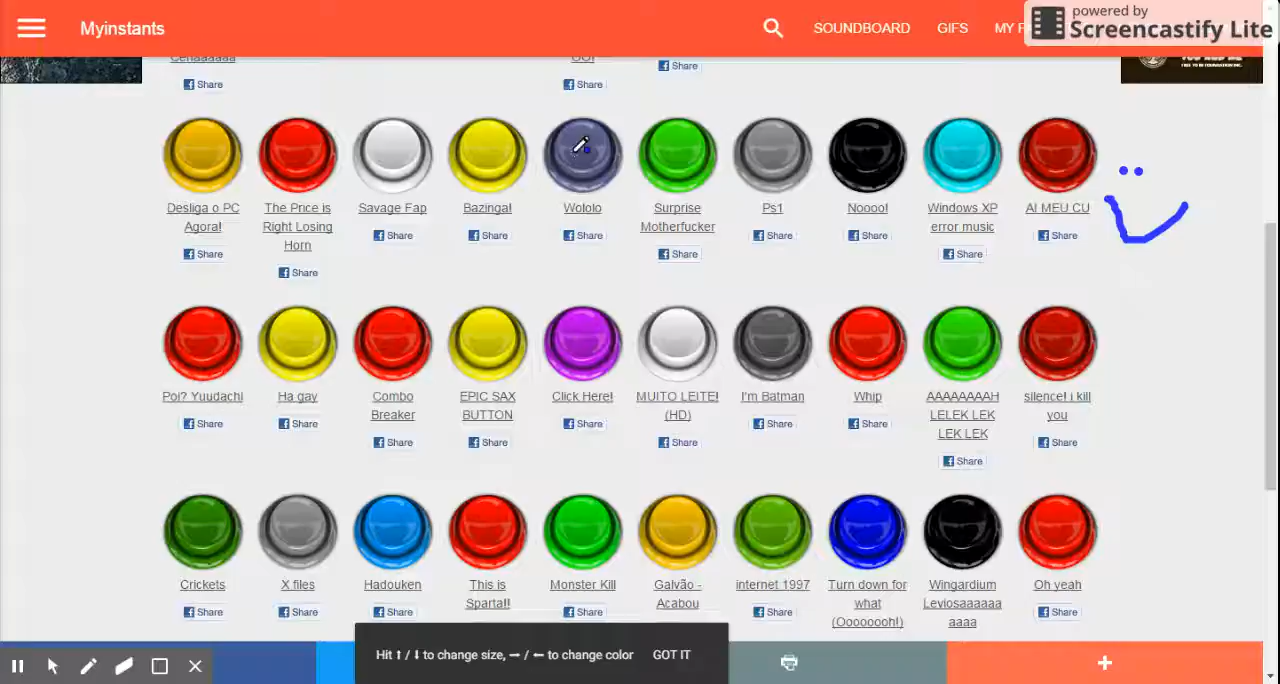 Myinstants
SOUNDBOARD GIFS MY F
powered by
Screencastify Lite
Cenaaaaaa
Share
Share
Share
Desliga o PC
Agora!
Share
The Price is
Right Losing
Horn
Share
Savage Fap
Share
Bazinga!
Share
Wololo
Share
Surprise
Motherfucker
Share
Ps1
Share
Noooo!
Share
Windows XP
error music
Share
AI MEU CU
Share
Poi? Yuudachi
Share
Ha gay
Share
Combo
Breaker
Share
EPIC SAX
BUTTON
Share
Click Here!
Share
MUITO LEITE!
(HD)
Share
I'm Batman
Share
Whip
Share
AAAAAAAAH
LELEK LEK
LEK LEK
Share
silence! i kill
you
Share
Crickets
Share
X files
Share
Hadouken
Share
This is
Sparta!!
Monster Kill
Share
Galvão -
Acabou
internet 1997
Share
Turn down for
what
(Oooooooh!)
Wingardium
Leviosaaaaaa
aaaa
Oh yeah
Share
Hit ⬆ / ⬇ to change size, ➡ / ⬅ to change color GOT IT